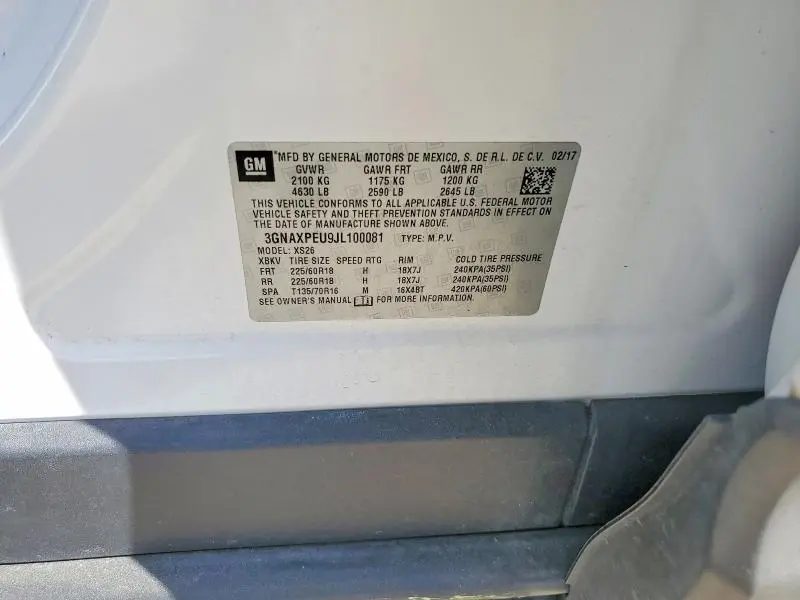 GM
*MFD BY GENERAL MOTORS DE MEXICO, S. DE R.L. DE C.V. 02/17
GVWR GAWR FRT GAWR RR
2100 KG 1175 KG 1200 KG
4630 LB 2590 LB 2645 LB
THIS VEHICLE CONFORMS TO ALL APPLICABLE U.S. FEDERAL MOTOR
VEHICLE SAFETY AND THEFT PREVENTION STANDARDS IN EFFECT ON
THE DATE OF MANUFACTURE SHOWN ABOVE.
3GNAXPEU9JL100081 TYPE: M.P.V.
MODEL: XS26
XBKV TIRE SIZE SPEED RTG RIM COLD TIRE PRESSURE
FRT 225/60R18 H 18X7J 240KPA(35PSI)
RR 225/60R18 H 18X7J 240KPA(35PSI)
SPA T135/70R16 M 16X4BT 420KPA(60PSI)
SEE OWNER'S MANUAL FOR MORE INFORMATION.